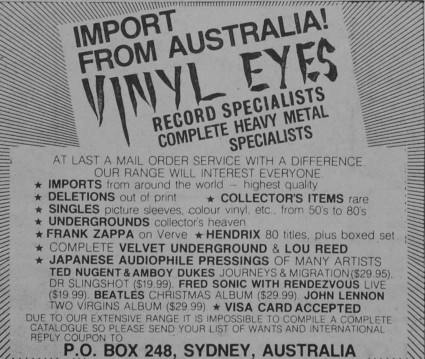 IMPORT
FROM AUSTRALIA!
VINYL EYES
RECORD SPECIALISTS
COMPLETE HEAVY METAL
SPECIALISTS
AT LAST A MAIL ORDER SERVICE WITH A DIFFERENCE.
OUR RANGE WILL INTEREST EVERYONE
★ IMPORTS from around the world – highest quality
★ DELETIONS out of print ★ COLLECTOR'S ITEMS rare
★ SINGLES picture sleeves, colour vinyl, etc., from 50's to 80's
★ UNDERGROUNDS collector's heaven
★ FRANK ZAPPA on Verve ★ HENDRIX 80 titles, plus boxed set
★ COMPLETE VELVET UNDERGROUND & LOU REED
★ JAPANESE AUDIOPHILE PRESSINGS OF MANY ARTISTS
TED NUGENT & AMBOY DUKES JOURNEYS & MIGRATION ($29.95).
DR SLINGSHOT ($19.99). FRED SONIC WITH RENDEZVOUS LIVE
($19.99). BEATLES CHRISTMAS ALBUM ($29.99). JOHN LENNON
TWO VIRGINS ALBUM ($29.99). ★ VISA CARD ACCEPTED
DUE TO OUR EXTENSIVE RANGE IT IS IMPOSSIBLE TO COMPILE A COMPLETE
CATALOGUE SO PLEASE SEND YOUR LIST OF WANTS AND INTERNATIONAL
REPLY COUPON TO
P.O. BOX 248, SYDNEY, AUSTRALIA